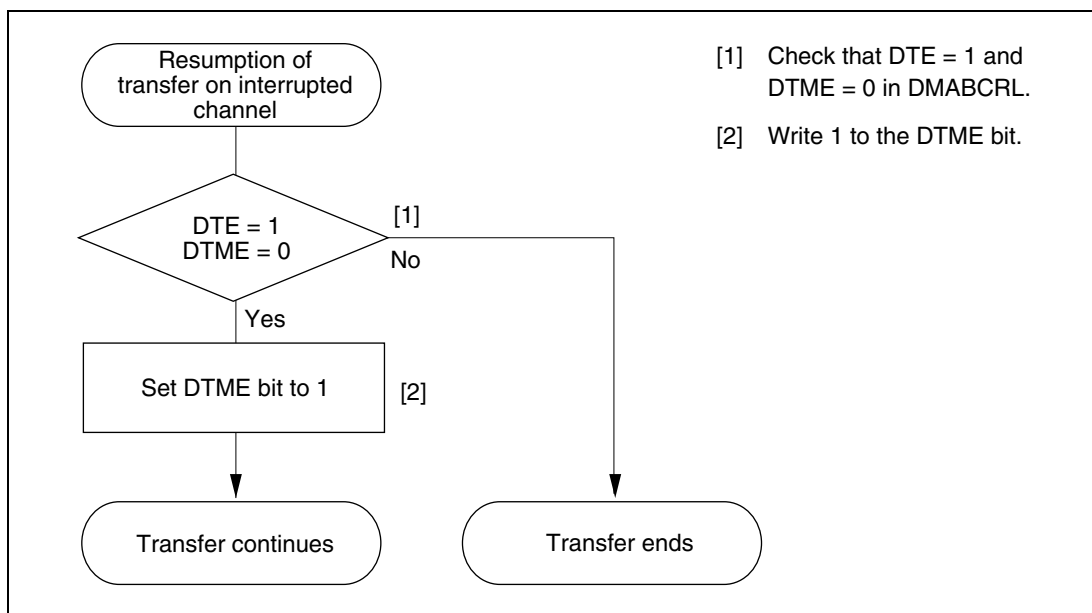 Resumption of
transfer on interrupted
channel
[1] Check that DTE = 1 and
DTME = 0 in DMABCRL.
[2] Write 1 to the DTME bit.
DTE = 1
DTME = 0
[1]
No
Yes
Set DTME bit to 1
[2]
Transfer continues
Transfer ends